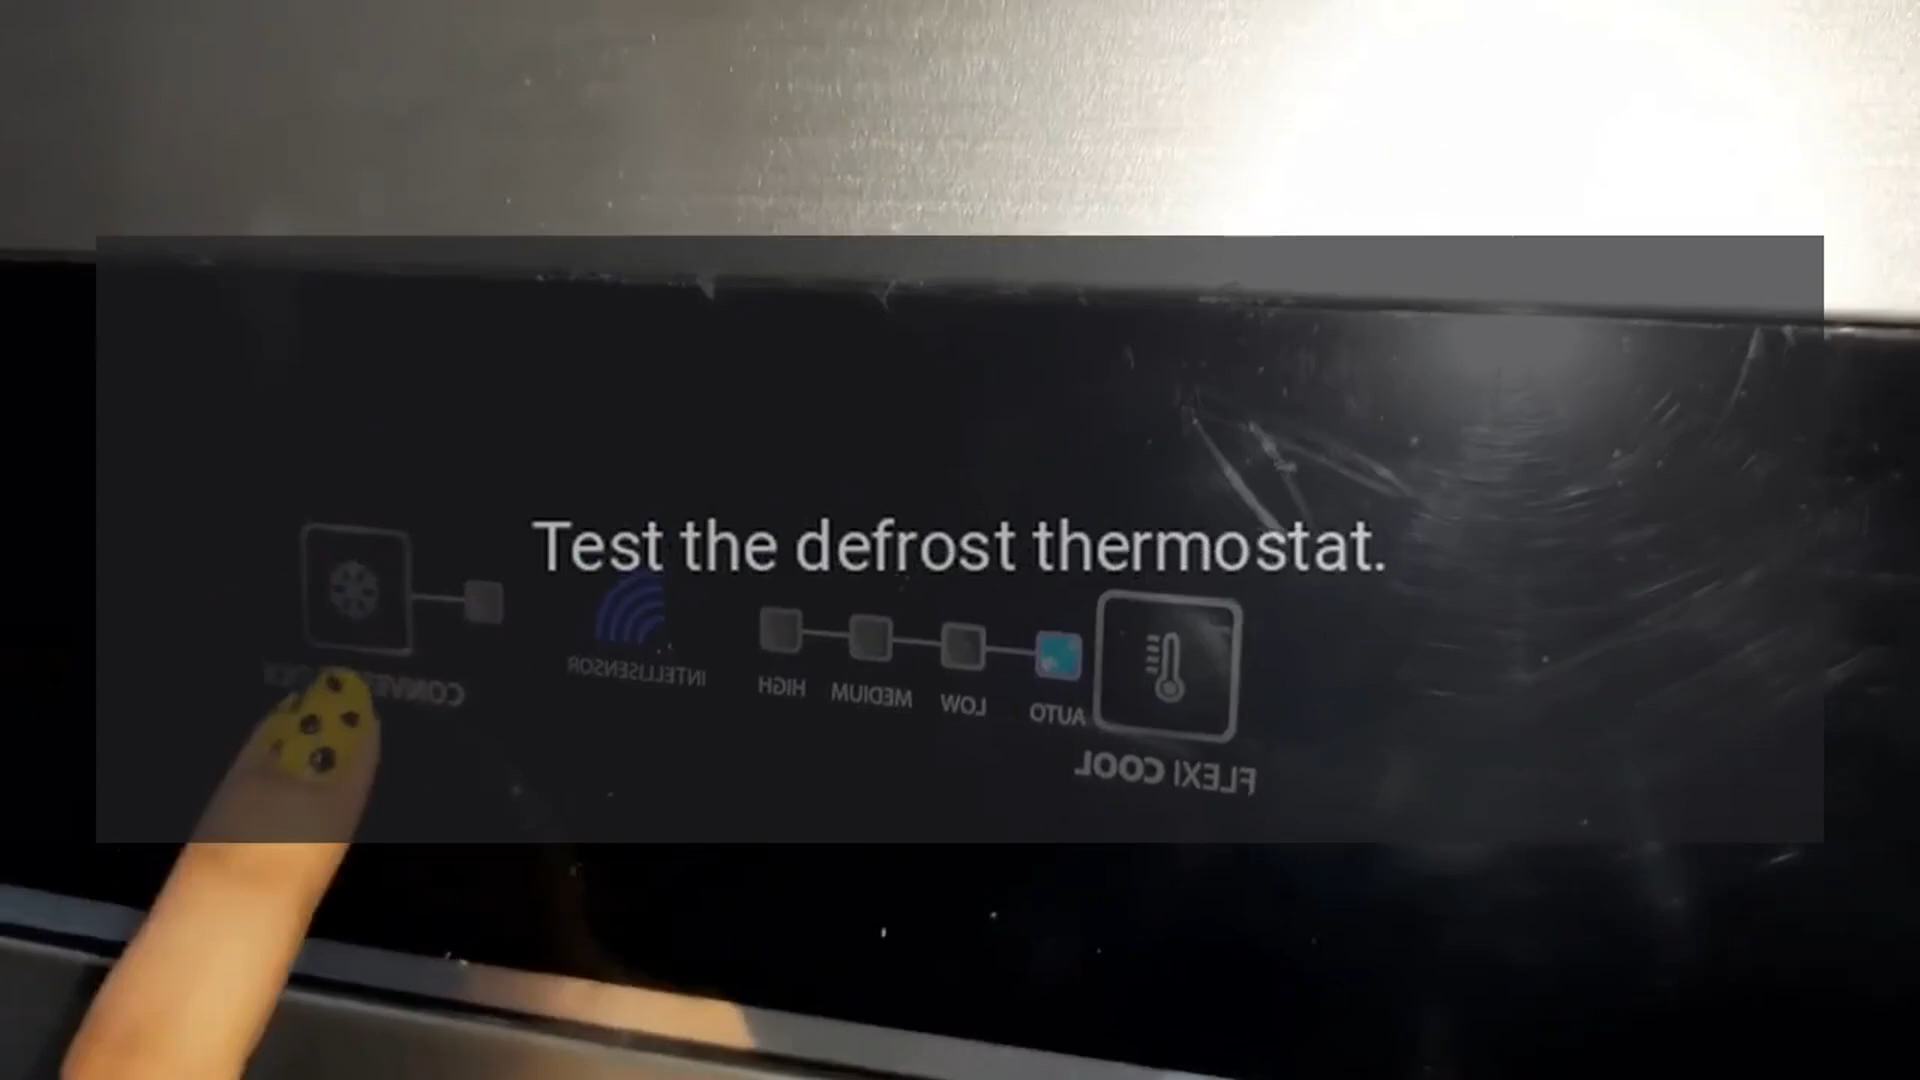 Test the defrost thermostat.
INTELLISENSOR
HIGH MEDIUM LOW AUTO
FLEXI COOL